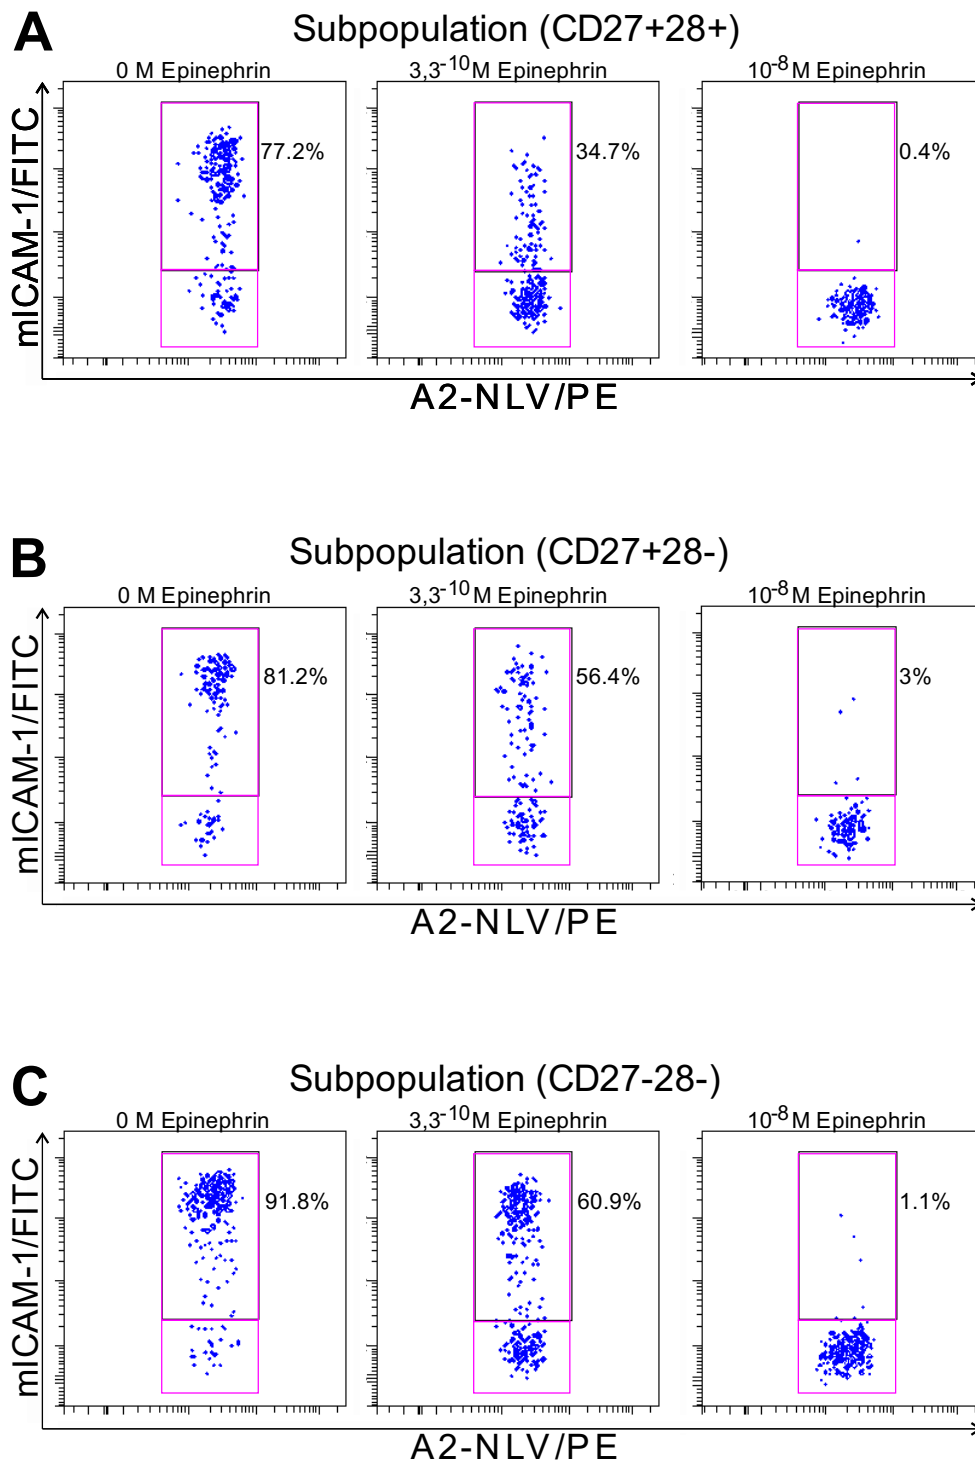 A
Subpopulation (CD27+28+)
0 M Epinephrin
3,3-10M Epinephrin
10-8 M Epinephrin
mICAM-1/FITC
77.2%
34.7%
0.4%
A2-NLV/PE
B
Subpopulation (CD27+28-)
0 M Epinephrin
3,3-10M Epinephrin
10-8 M Epinephrin
mICAM-1/FITC
81.2%
56.4%
3%
A2-NLV/PE
C
Subpopulation (CD27-28-)
0 M Epinephrin
3,3-10M Epinephrin
10-8 M Epinephrin
mICAM-1/FITC
91.8%
60.9%
1.1%
A2-NLV/PE